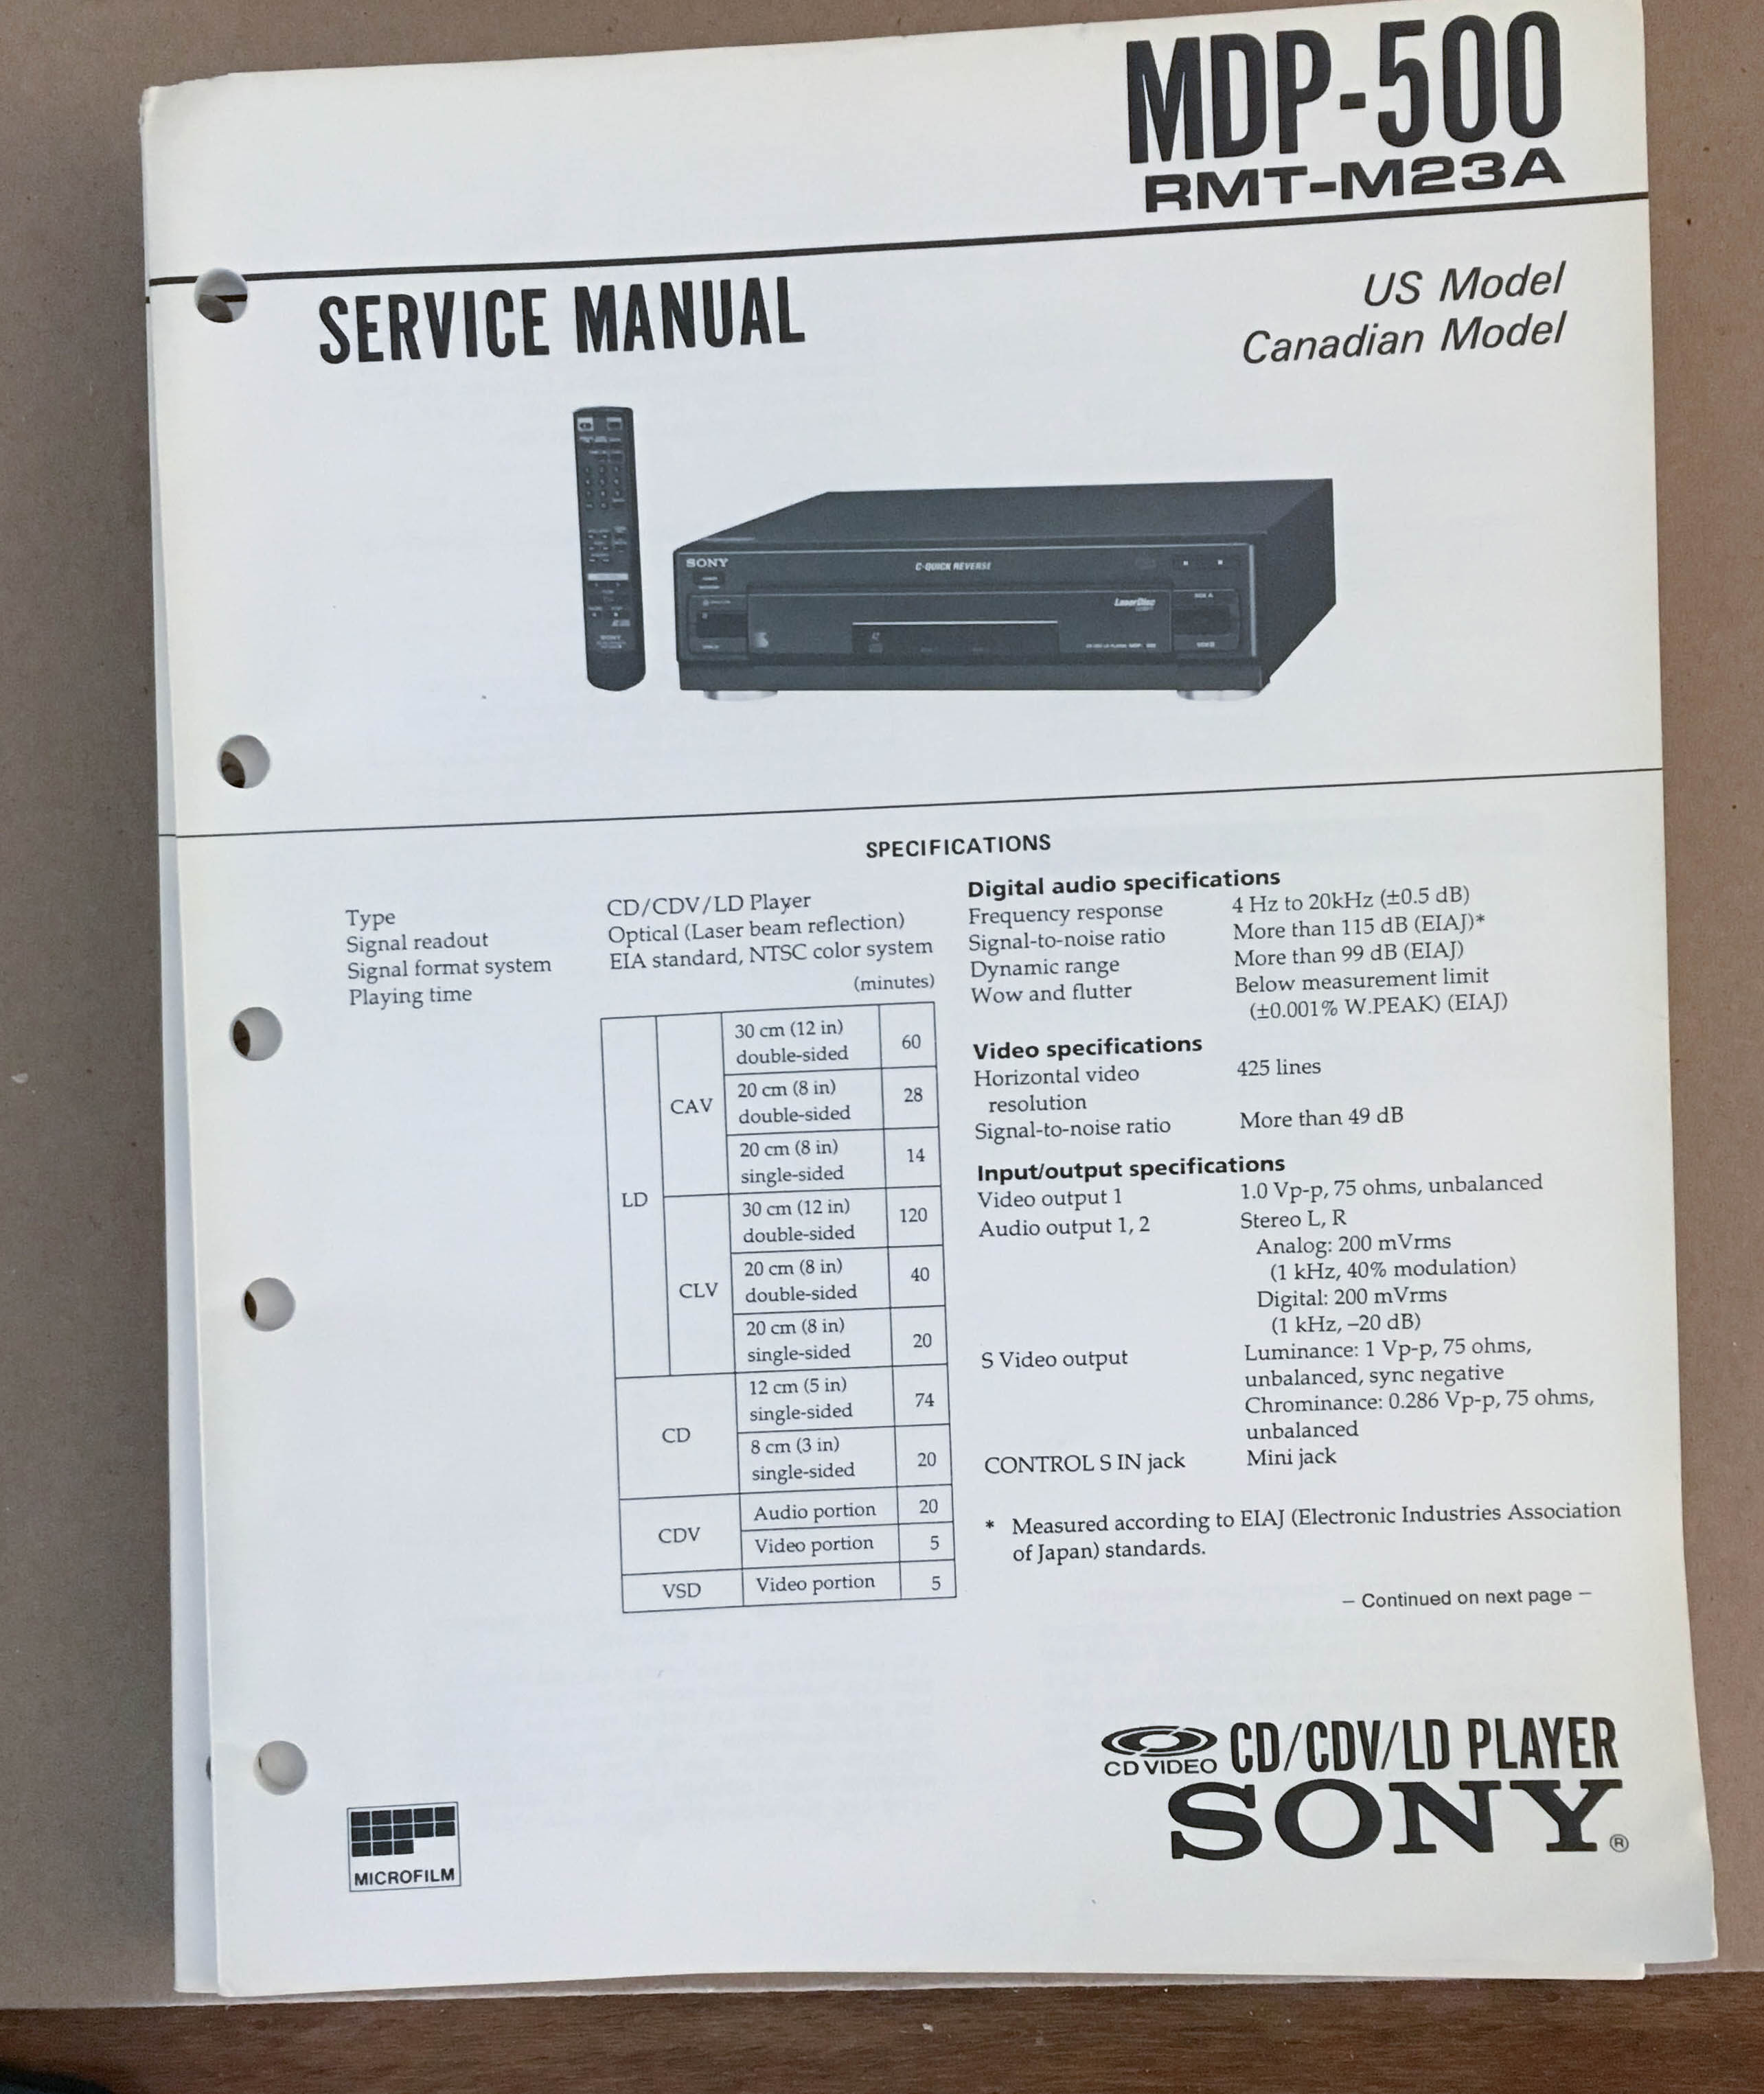 MDP-500
RMT-M23A
SERVICE MANUAL
US Model
Canadian Model
SONY
C-QUICK REVERSE
LaserDisc
SONY
SPECIFICATIONS
Type CD/CDV/LD Player
Signal readout Optical (Laser beam reflection)
Signal format system EIA standard, NTSC color system
Playing time (minutes)
LD
CAV
30 cm (12 in)
double-sided 60
20 cm (8 in)
double-sided 28
20 cm (8 in)
single-sided 14
CLV
30 cm (12 in)
double-sided 120
20 cm (8 in)
double-sided 40
20 cm (8 in)
single-sided 20
CD
12 cm (5 in)
single-sided 74
8 cm (3 in)
single-sided 20
CDV
Audio portion 20
Video portion 5
VSD Video portion 5
Digital audio specifications
Frequency response 4 Hz to 20kHz (±0.5 dB)
Signal-to-noise ratio More than 115 dB (EIAJ)*
Dynamic range More than 99 dB (EIAJ)
Wow and flutter Below measurement limit
(±0.001% W.PEAK) (EIAJ)
Video specifications
Horizontal video 425 lines
resolution
Signal-to-noise ratio More than 49 dB
Input/output specifications
Video output 1 1.0 Vp-p, 75 ohms, unbalanced
Audio output 1, 2 Stereo L, R
Analog: 200 mVrms
(1 kHz, 40% modulation)
Digital: 200 mVrms
(1 kHz, –20 dB)
S Video output Luminance: 1 Vp-p, 75 ohms,
unbalanced, sync negative
Chrominance: 0.286 Vp-p, 75 ohms,
unbalanced
CONTROL S IN jack Mini jack
* Measured according to EIAJ (Electronic Industries Association
of Japan) standards.
– Continued on next page –
CD VIDEO
CD/CDV/LD PLAYER
SONY®
MICROFILM